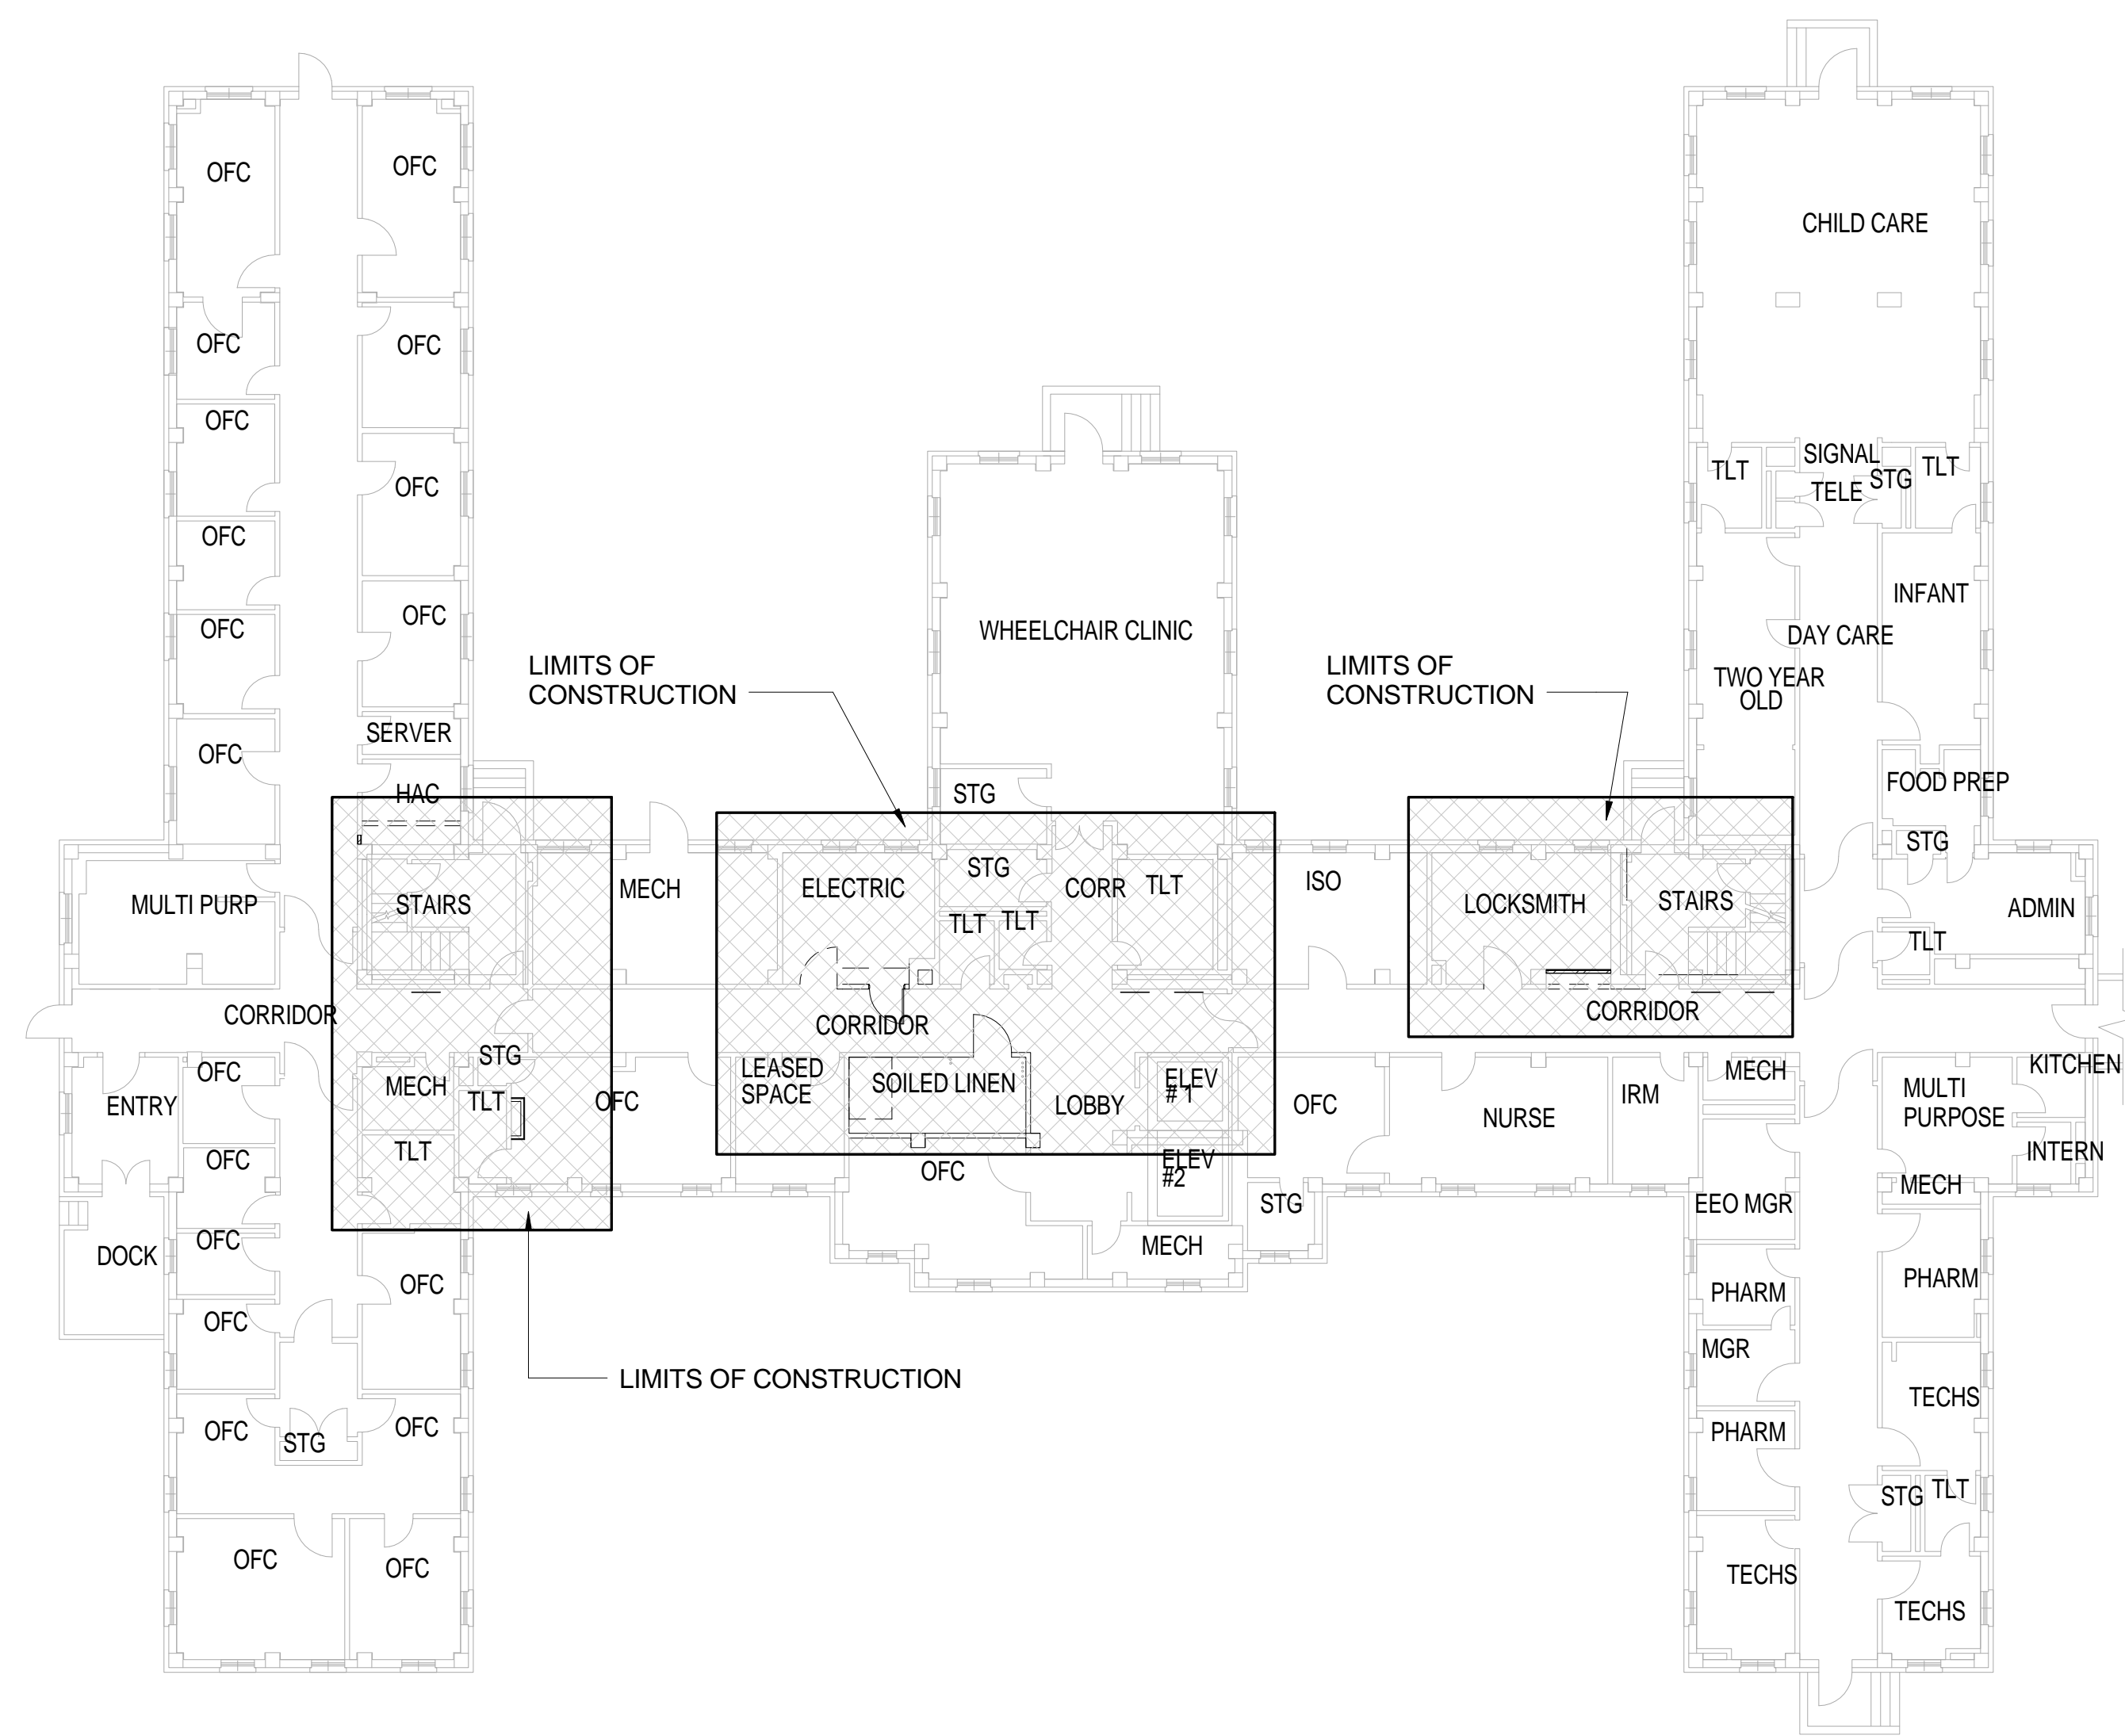 OFC
OFC
OFC
OFC
OFC
OFC
OFC
OFC
OFC
OFC
OFC
SERVER
HAC
MULTI PURP
STAIRS
CORRIDOR
STG
MECH
TLT
TLT
ENTRY
DOCK
OFC
OFC
OFC
OFC
OFC
OFC
OFC
STG
OFC
OFC
LIMITS OF
CONSTRUCTION
LIMITS OF CONSTRUCTION
MECH
OFC
WHEELCHAIR CLINIC
STG
ELECTRIC
STG
CORR
TLT
TLT
TLT
CORRIDOR
LEASED
SPACE
SOILED LINEN
LOBBY
ELEV
# 1
ELEV
#2
OFC
MECH
STG
ISO
OFC
NURSE
IRM
LIMITS OF
CONSTRUCTION
LOCKSMITH
STAIRS
CORRIDOR
CHILD CARE
TLT
SIGNAL
TELE
STG
TLT
INFANT
DAY CARE
TWO YEAR
OLD
FOOD PREP
STG
ADMIN
TLT
KITCHEN
MECH
MULTI
PURPOSE
INTERN
MECH
EEO MGR
PHARM
PHARM
MGR
TECHS
PHARM
STG
TLT
TECHS
TECHS